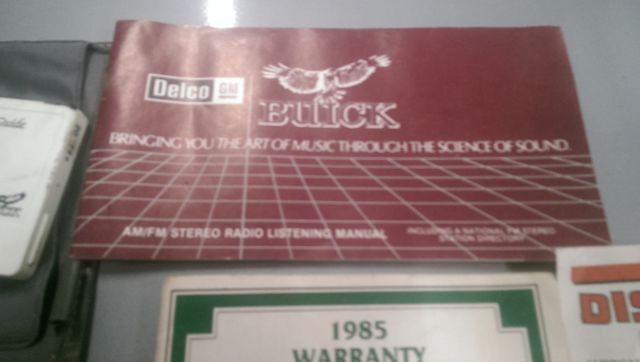 Delco GM
BUICK
BRINGING YOU THE ART OF MUSIC THROUGH THE SCIENCE OF SOUND
AM/FM STEREO RADIO LISTENING MANUAL
INCLUDING A NATIONAL FM STEREO
STATION DIRECTORY
Guide
1985
WARRANTY
DIS